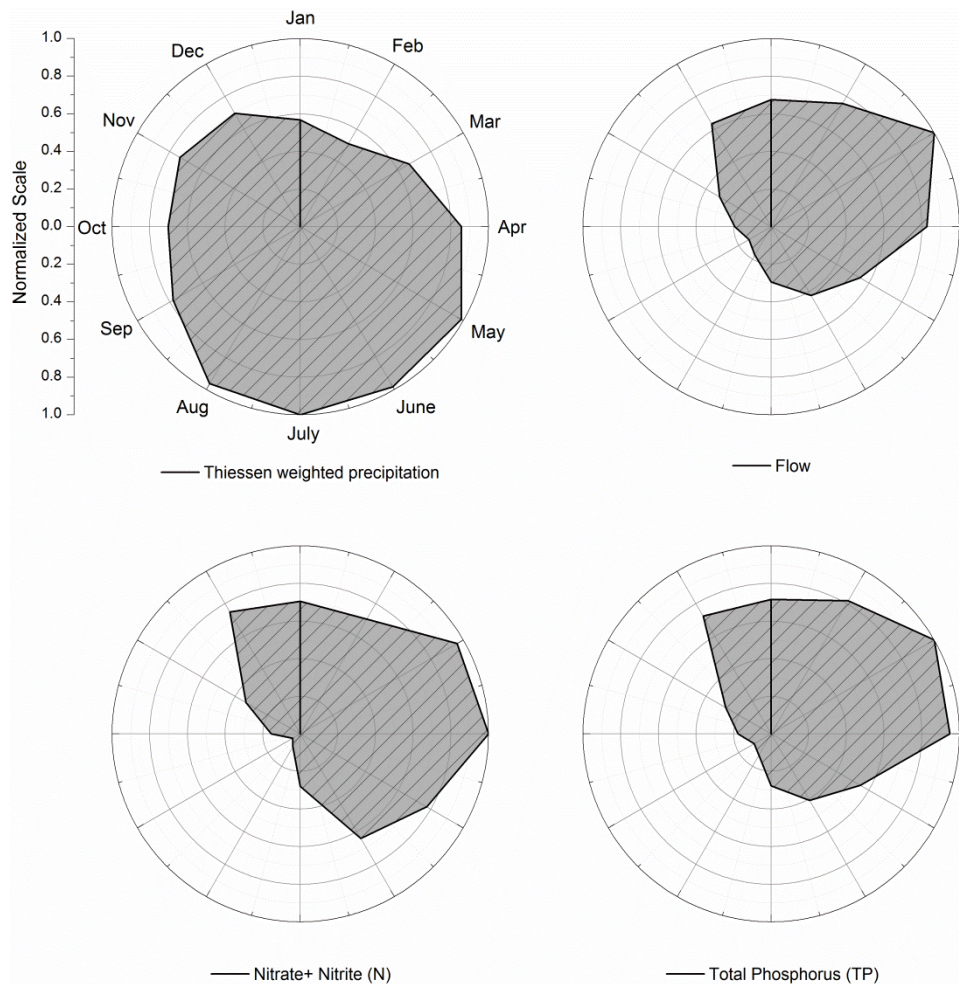 Jan
Feb
Mar
Apr
May
June
July
Aug
Sep
Oct
Nov
Dec
Normalized Scale
1.0
0.8
0.6
0.4
0.2
0.0
0.2
0.4
0.6
0.8
1.0
Thiessen weighted precipitation
Flow
Nitrate+ Nitrite (N)
Total Phosphorus (TP)